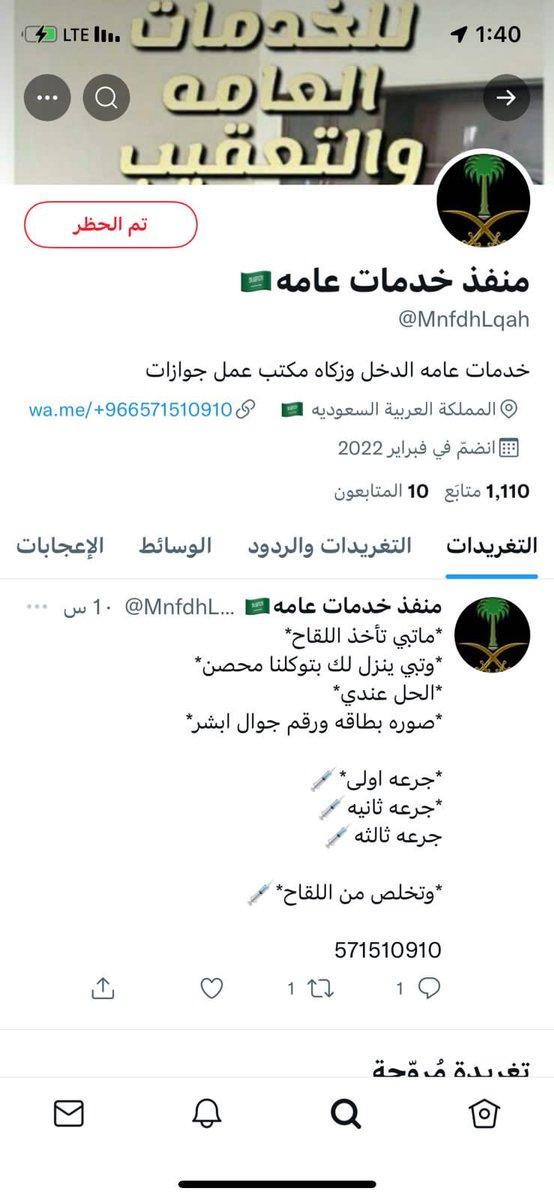 LTE 1:40
للخدمات
العامه
والتعقيب
تم الحظر
منفذ خدمات عامه🇸🇦
@MnfdhLqah
خدمات عامه الدخل وزكاه مكتب عمل جوازات
المملكة العربية السعوديه 🇸🇦 wa.me/+966571510910
انضمّ في فبراير 2022
1,110 متابَع 10 المتابعون
التغريدات التغريدات والردود الوسائط الإعجابات
منفذ خدمات عامه🇸🇦 @MnfdhL... · 10 س
*ماتبي تأخذ اللقاح*
*وتبي ينزل لك بتوكلنا محصن*
*الحل عندي*
*صوره بطاقه ورقم جوال ابشر*
*جرعه اولى* 💉
*جرعه ثانيه 💉
جرعه ثالثه 💉
*وتخلص من اللقاح* 💉
571510910
1 1
تغريدة مُروّجة